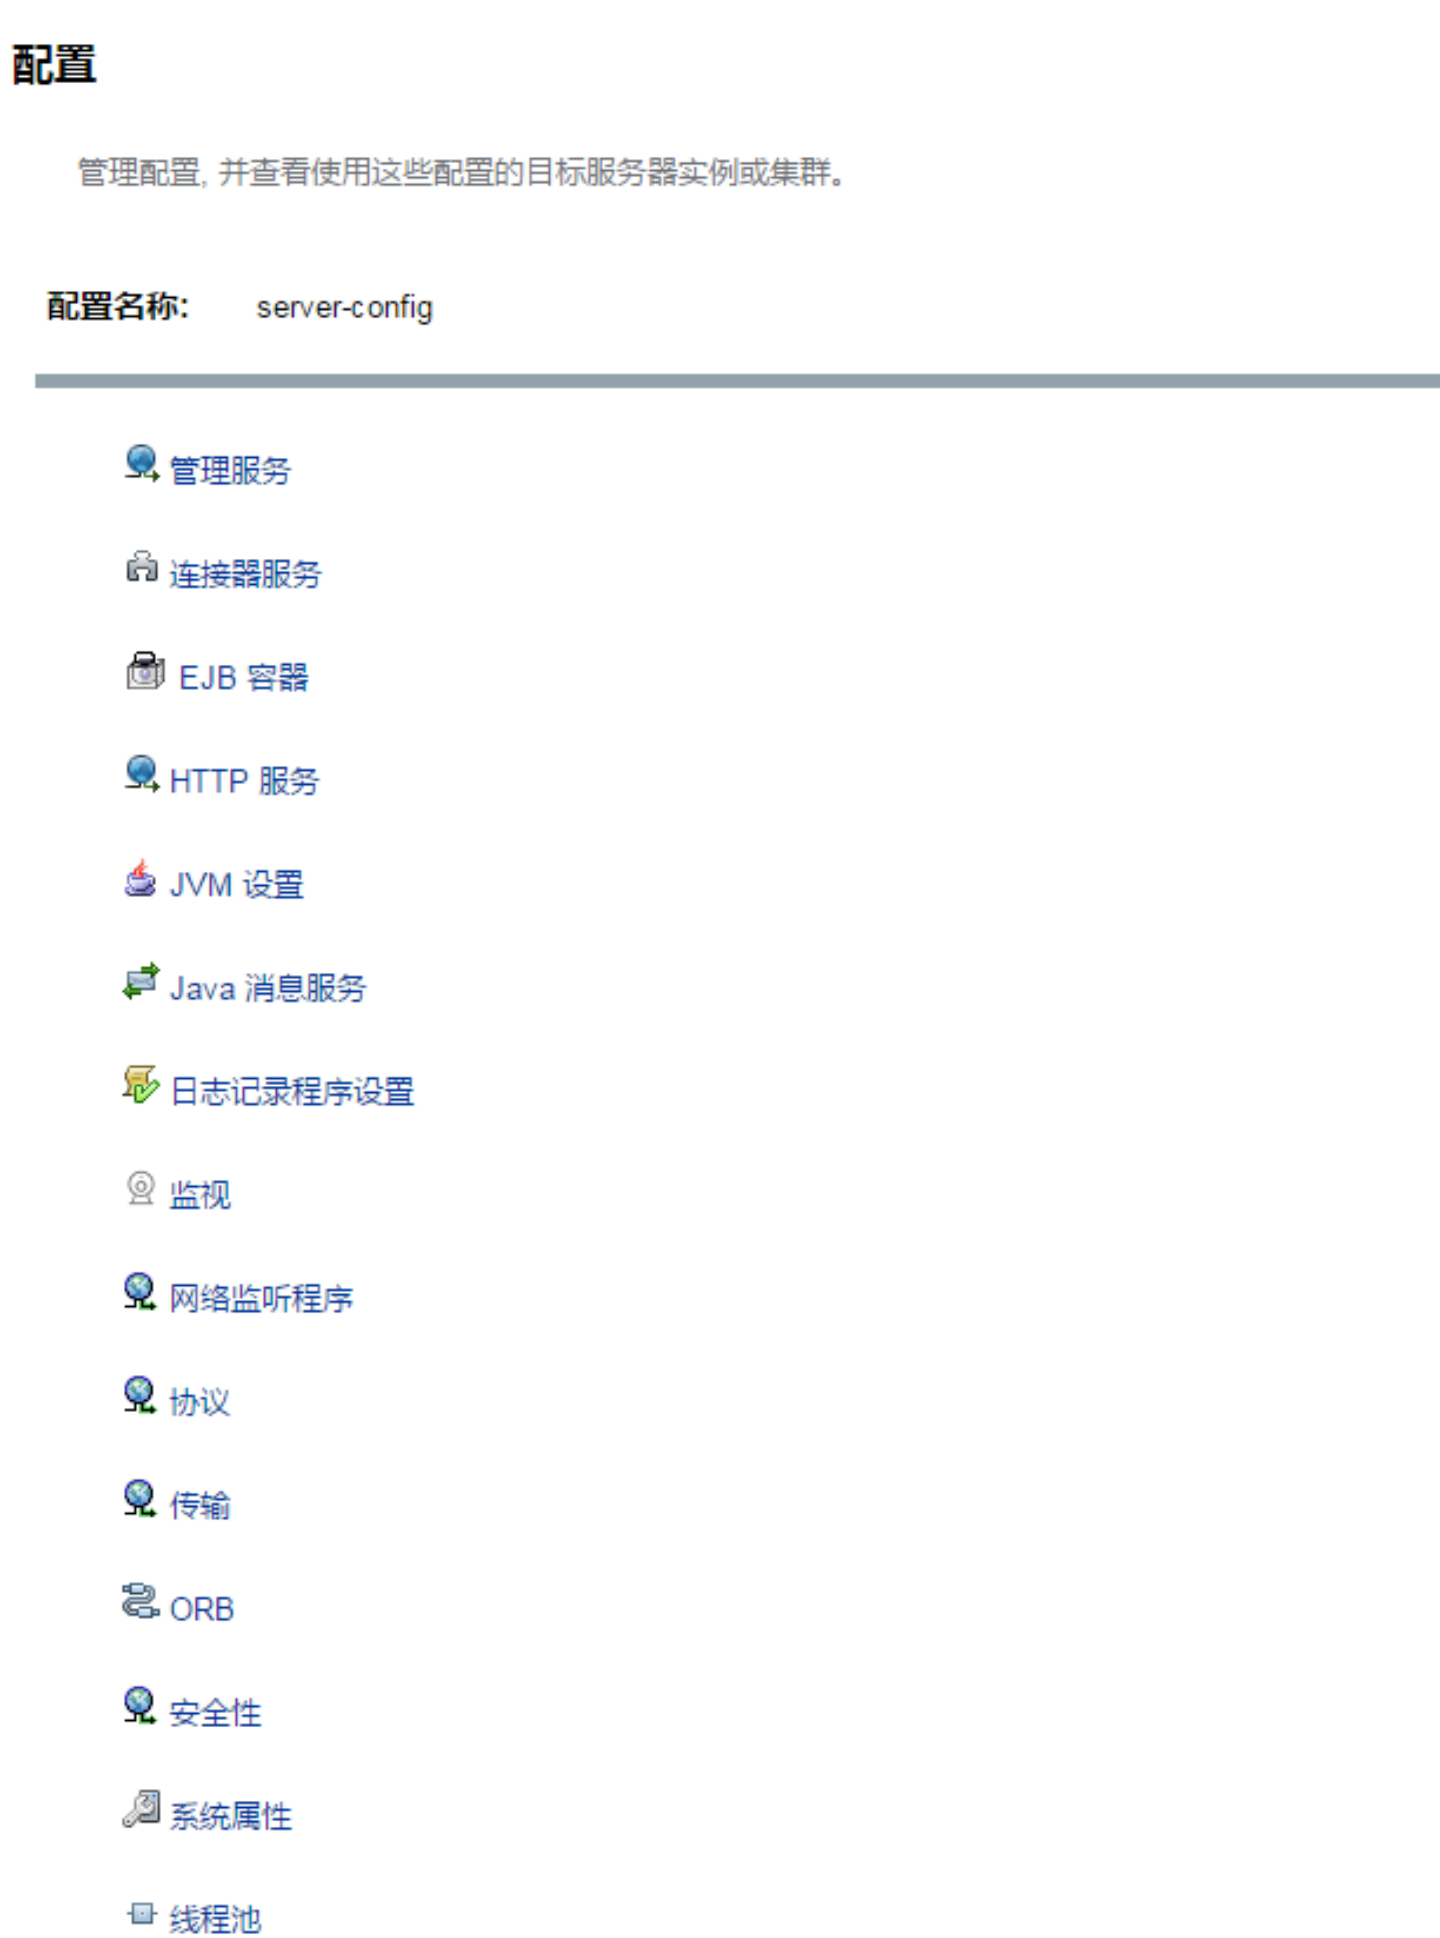 配置
管理配置, 并查看使用这些配置的目标服务器实例或集群。
配置名称: server-config
管理服务
连接器服务
EJB 容器
HTTP 服务
JVM 设置
Java 消息服务
日志记录程序设置
监视
网络监听程序
协议
传输
ORB
安全性
系统属性
线程池